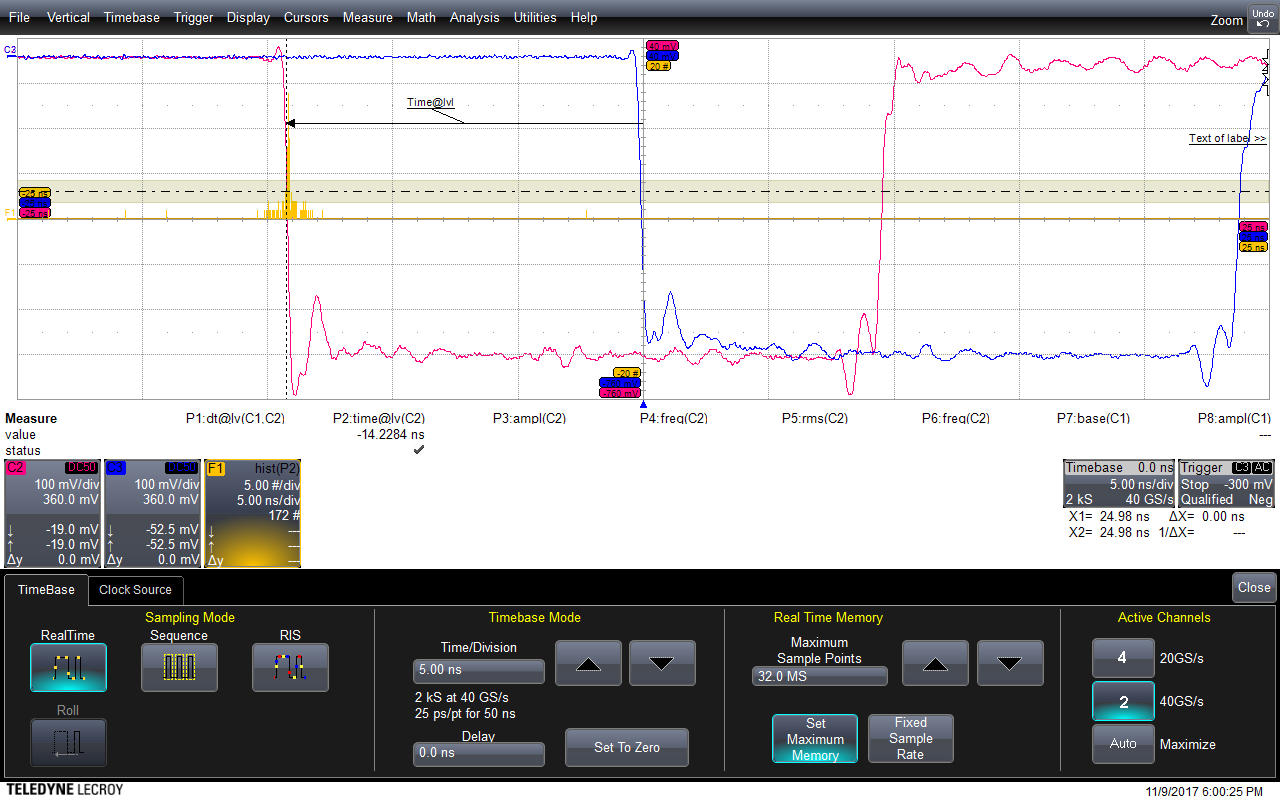 File Vertical Timebase Trigger Display Cursors Measure Math Analysis Utilities Help
Zoom Undo
C3
40 mV
20 #
Time@lvl
Text of label >>
-25 ns
-25 ns
-25 ns
F1
25 ns
25 ns
25 ns
-20 #
-760 mV
-760 mV
Measure P1:dt@lv(C1,C2) P2:time@lv(C2) P3:ampl(C2) P4:freq(C2) P5:rms(C2) P6:freq(C2) P7:base(C1) P8:ampl(C1)
value -14.2284 ns ---
status
C2 DC50 C3 DC50 F1 hist(P2)
100 mV/div 100 mV/div 5.00 #/div
360.0 mV 360.0 mV 5.00 ns/div
172 #
↓ -19.0 mV -52.5 mV ↓ ---
↑ -19.0 mV -52.5 mV ↑ ---
Δy 0.0 mV Δy 0.0 mV Δy ---
Timebase 0.0 ns Trigger C3 AC
5.00 ns/div Stop -300 mV
2 kS 40 GS/s Qualified Neg
X1= 24.98 ns ΔX= 0.00 ns
X2= 24.98 ns 1/ΔX= ---
TimeBase Clock Source Close
Sampling Mode
RealTime Sequence RIS
Roll
Timebase Mode
Time/Division
5.00 ns
2 kS at 40 GS/s
25 ps/pt for 50 ns
Delay
0.0 ns
Set To Zero
Real Time Memory
Maximum
Sample Points
32.0 MS
Set
Maximum
Memory
Fixed
Sample
Rate
Active Channels
4 20GS/s
2 40GS/s
Auto Maximize
TELEDYNE LECROY
11/9/2017 6:00:25 PM